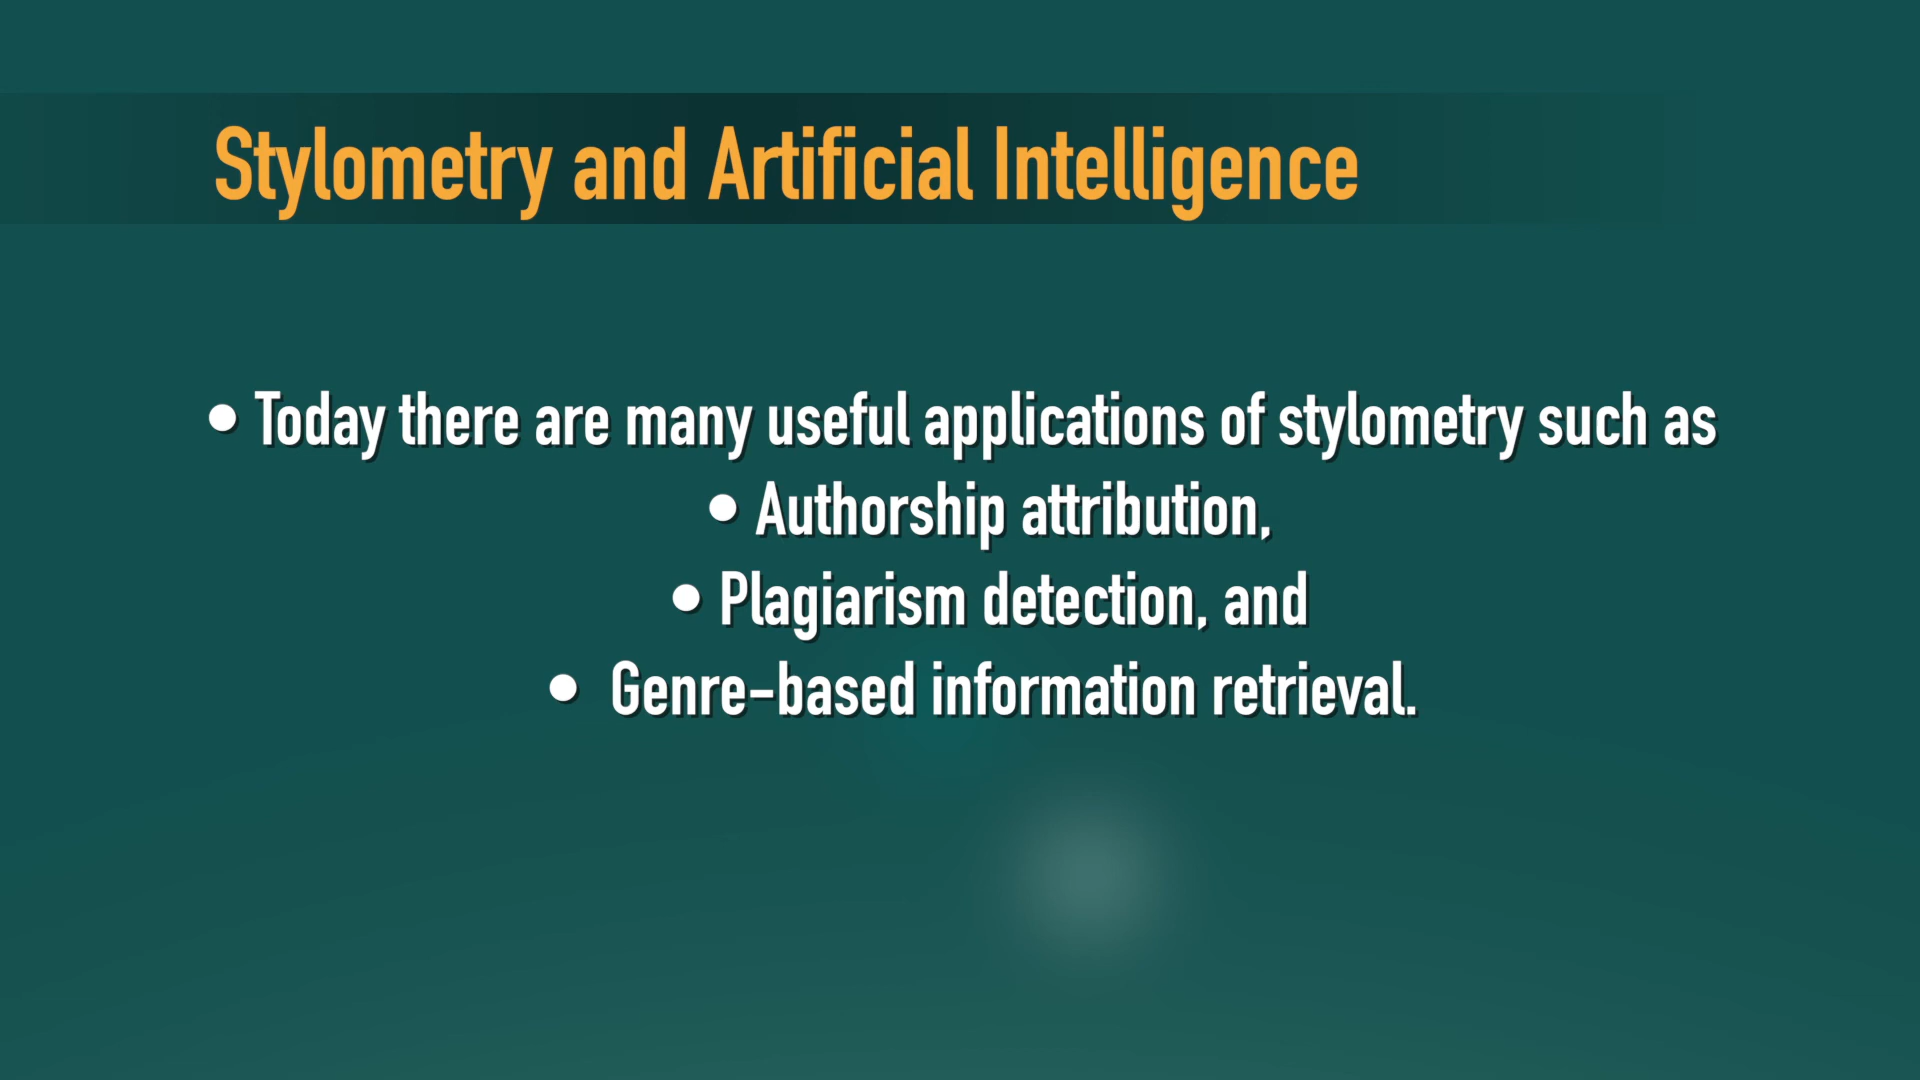 Stylometry and Artificial Intelligence
• Today there are many useful applications of stylometry such as
• Authorship attribution,
• Plagiarism detection, and
• Genre-based information retrieval.